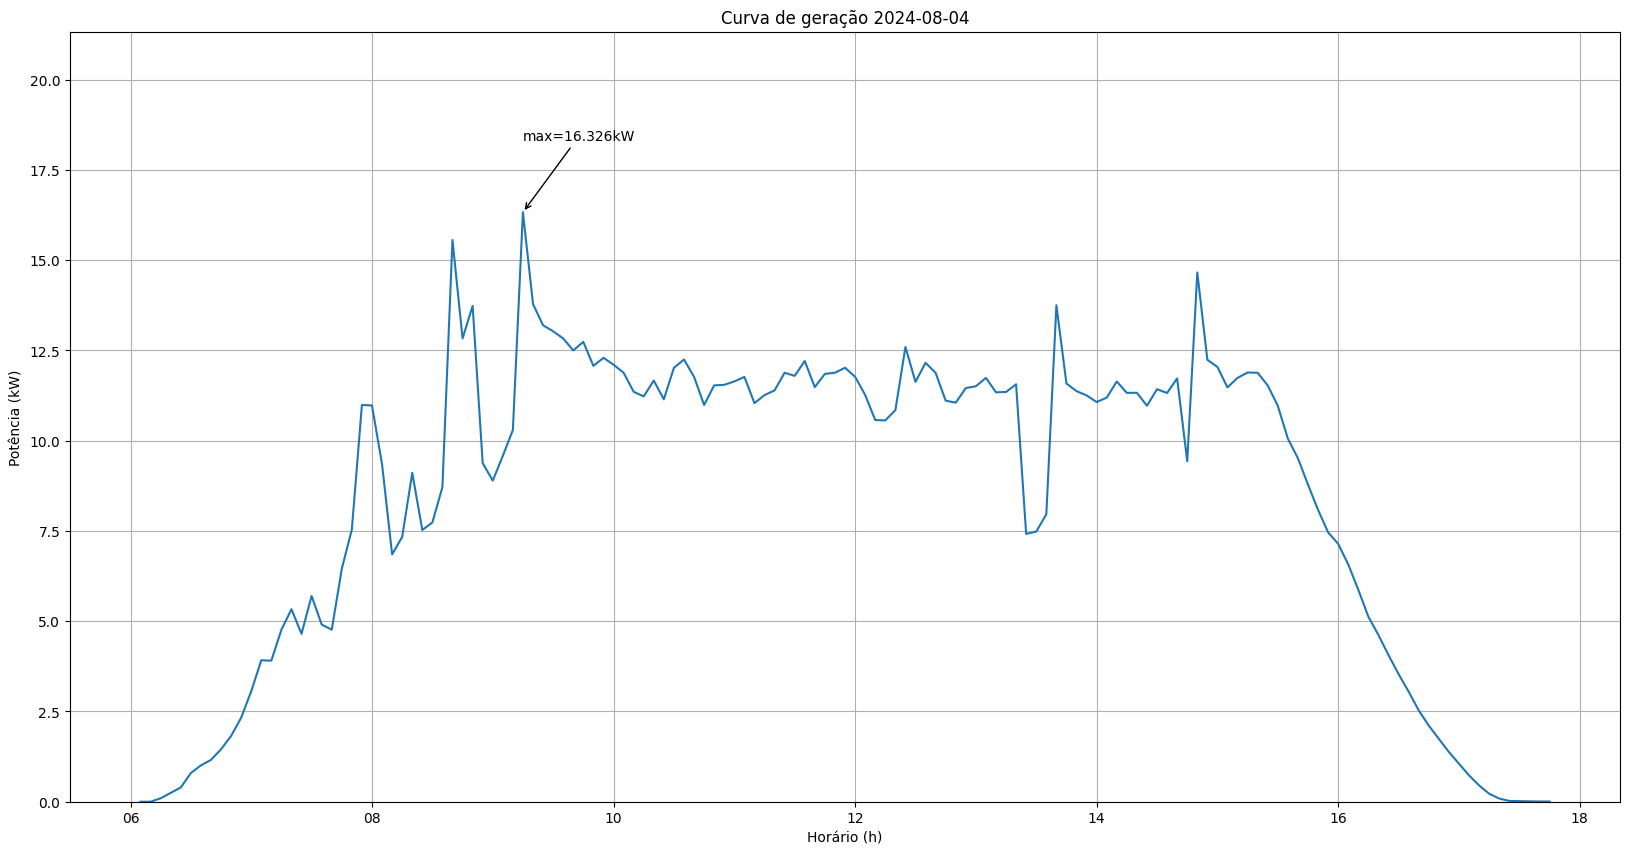 Curva de geração 2024-08-04
20.0
17.5
15.0
12.5
10.0
7.5
5.0
2.5
0.0
Potência (kW)
max=16.326kW
06 08 10 12 14 16 18
Horário (h)